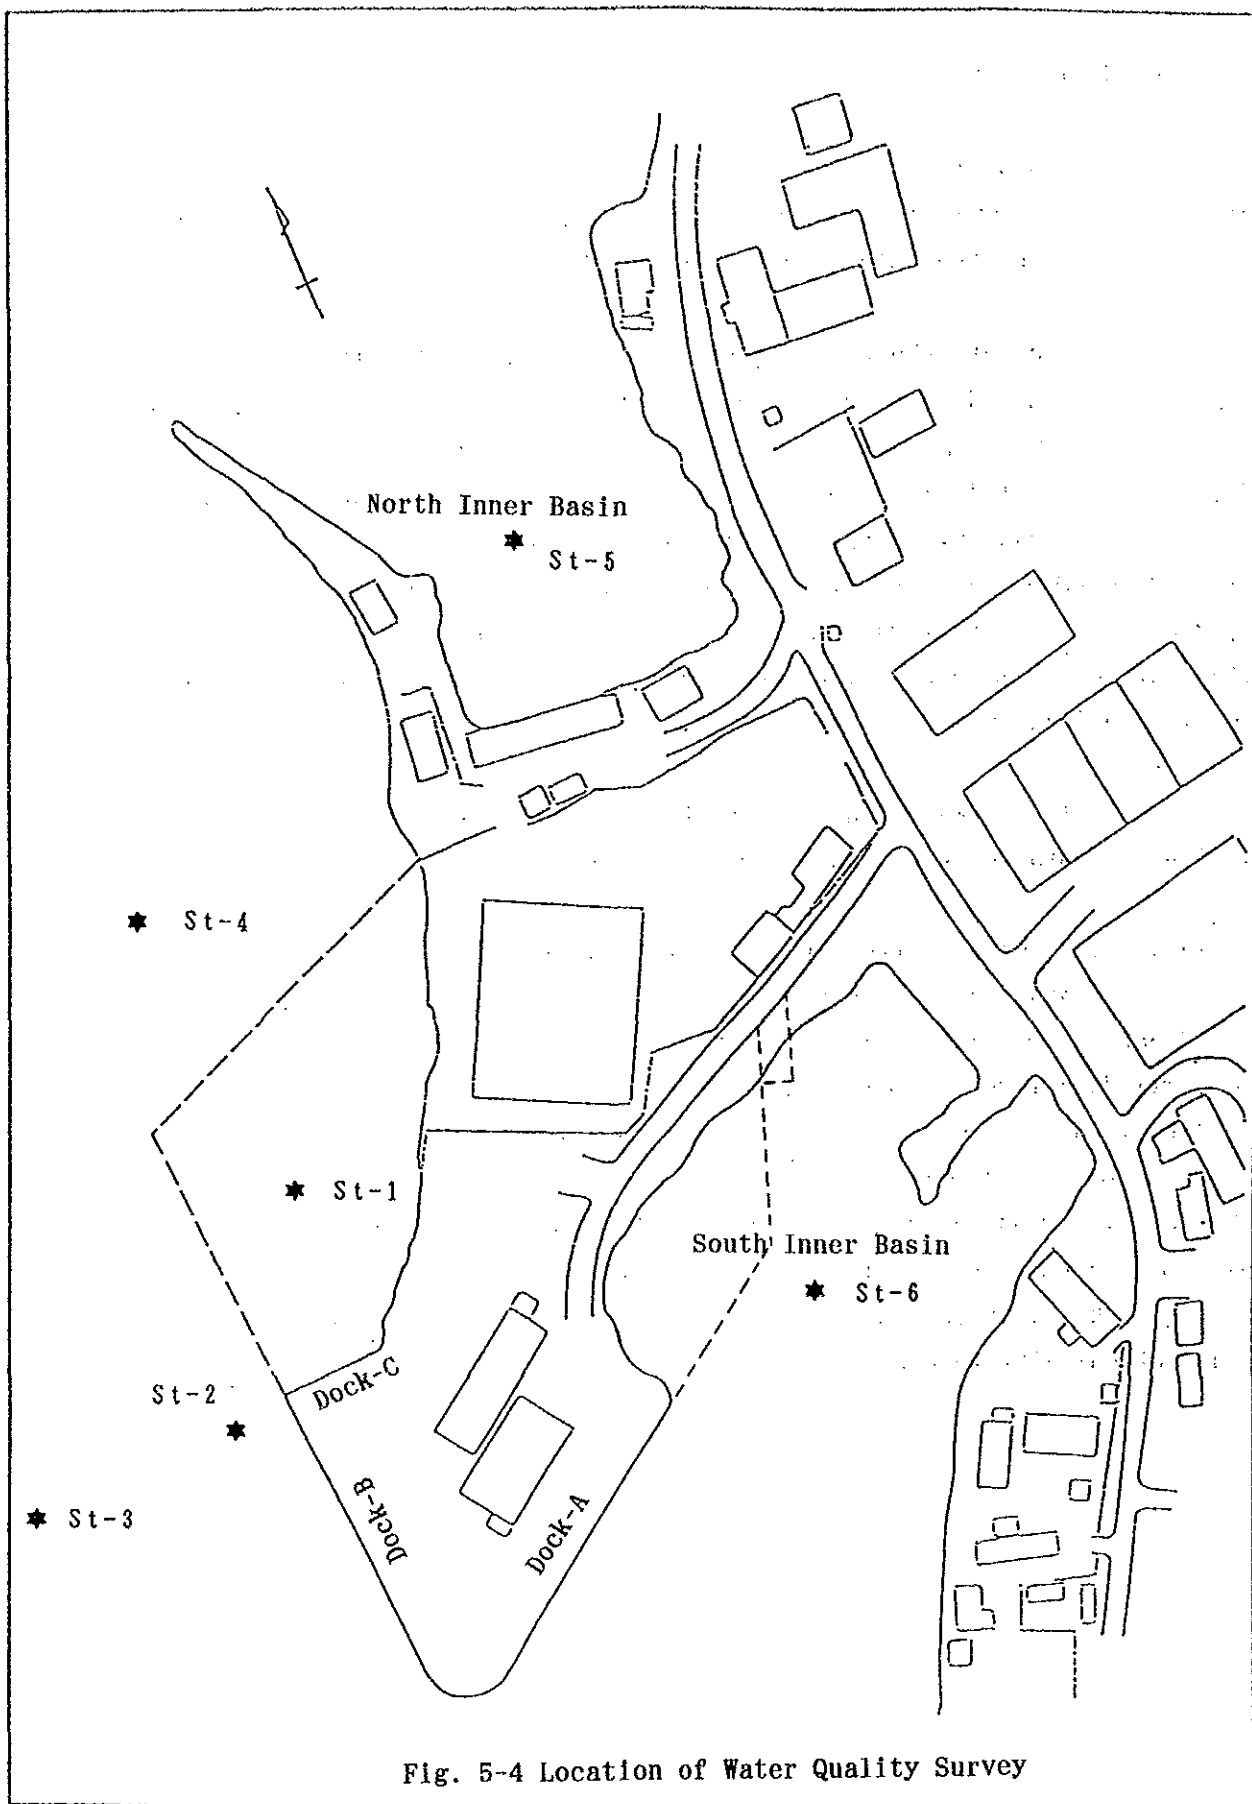 North Inner Basin
St-5
St-4
St-1
South Inner Basin
St-6
Dock-C
St-2
Dock-B
Dock-A
St-3
Fig. 5-4 Location of Water Quality Survey